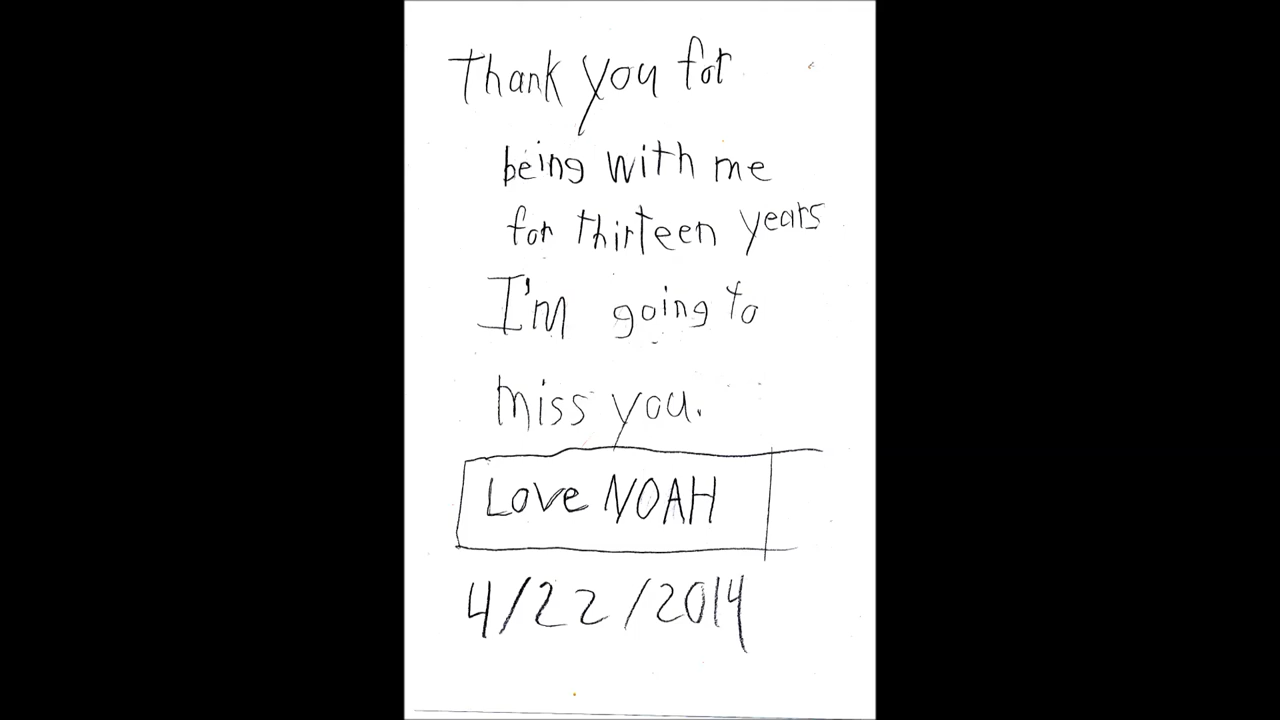 Thank you for
being with me
for thirteen years
I'm going to
miss you.
Love NOAH
4/22/2014